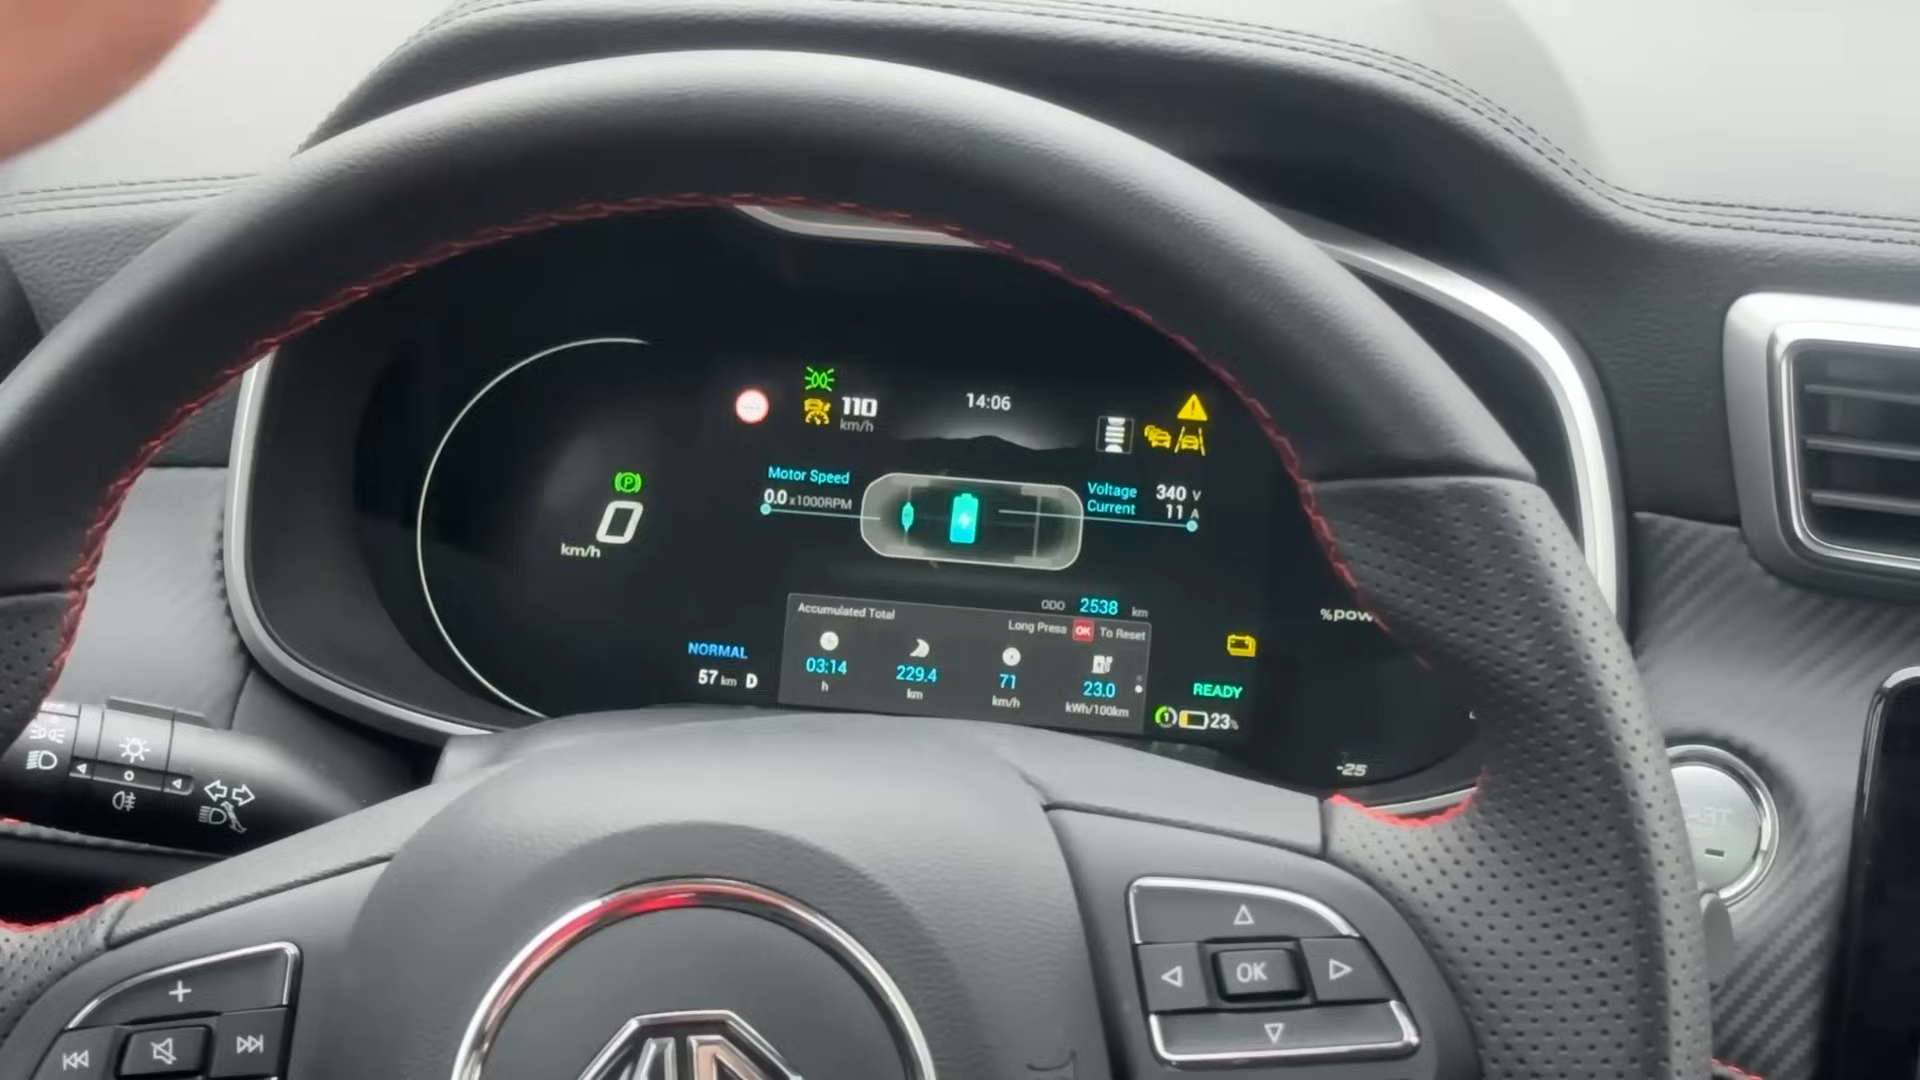 110
km/h
14:06
Motor Speed
0.0 x1000RPM
Voltage 340 V
Current 11 A
P
0
km/h
ODO 2538 km
Accumulated Total
Long Press OK To Reset
03:14
h
229.4
km
71
km/h
23.0
kWh/100km
%pow
NORMAL
57 km D
READY
1 23%
-25
OK